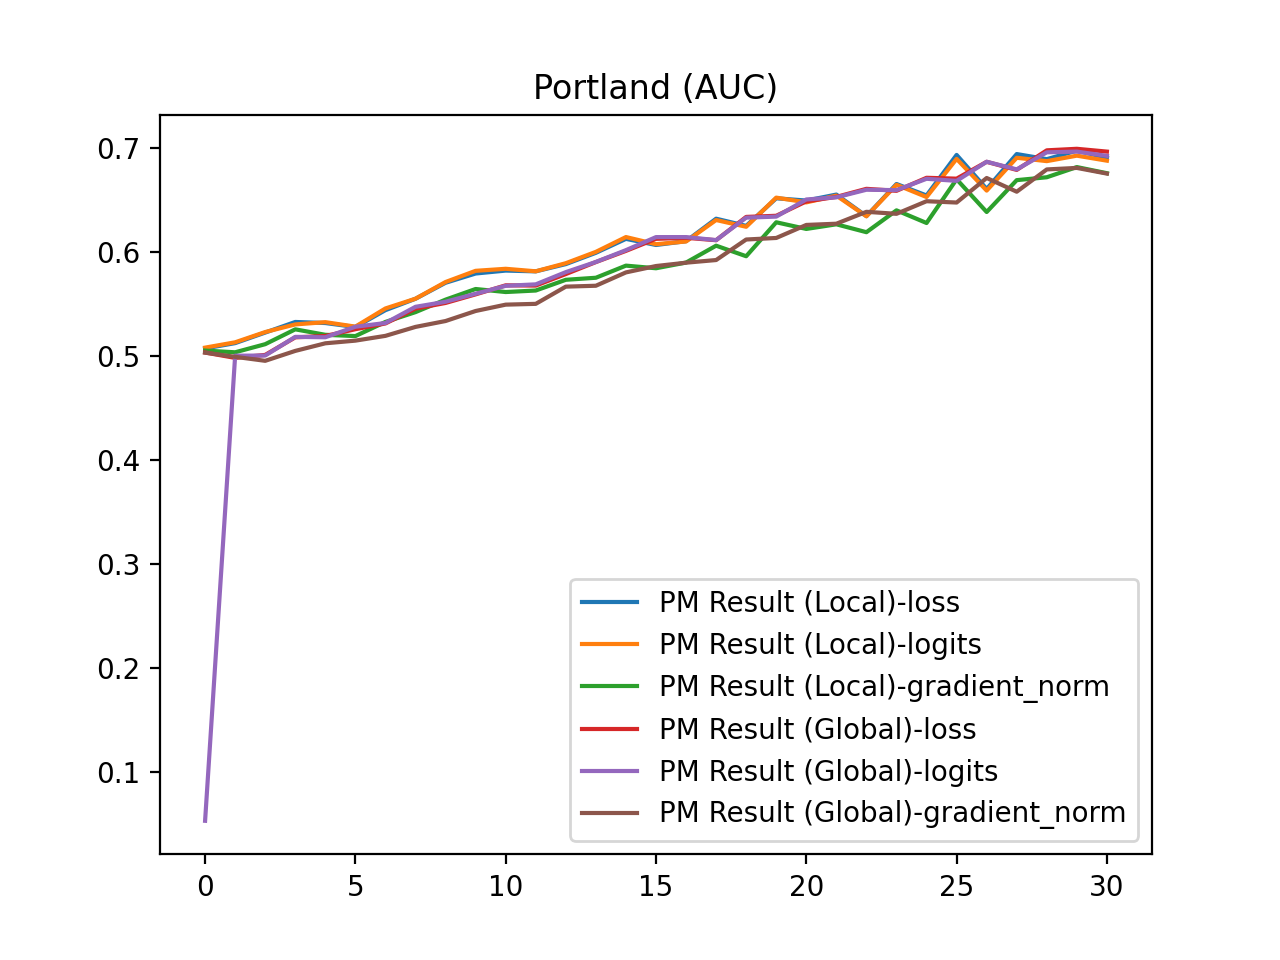 Portland (AUC)
0.7
0.6
0.5
0.4
0.3
0.2
0.1
PM Result (Local)-loss
PM Result (Local)-logits
PM Result (Local)-gradient_norm
PM Result (Global)-loss
PM Result (Global)-logits
PM Result (Global)-gradient_norm
0 5 10 15 20 25 30